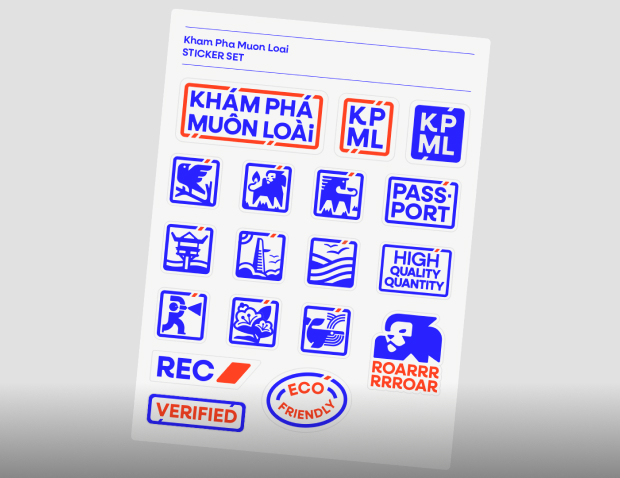 Kham Pha Muon Loai
STICKER SET
KHÁM PHÁ
MUÔN LOÀi
KP
ML
KP
ML
PASS·
PORT
HIGH
QUALITY
QUANTITY
ROARRR
RRROAR
REC
ECO
FRIENDLY
VERIFIED